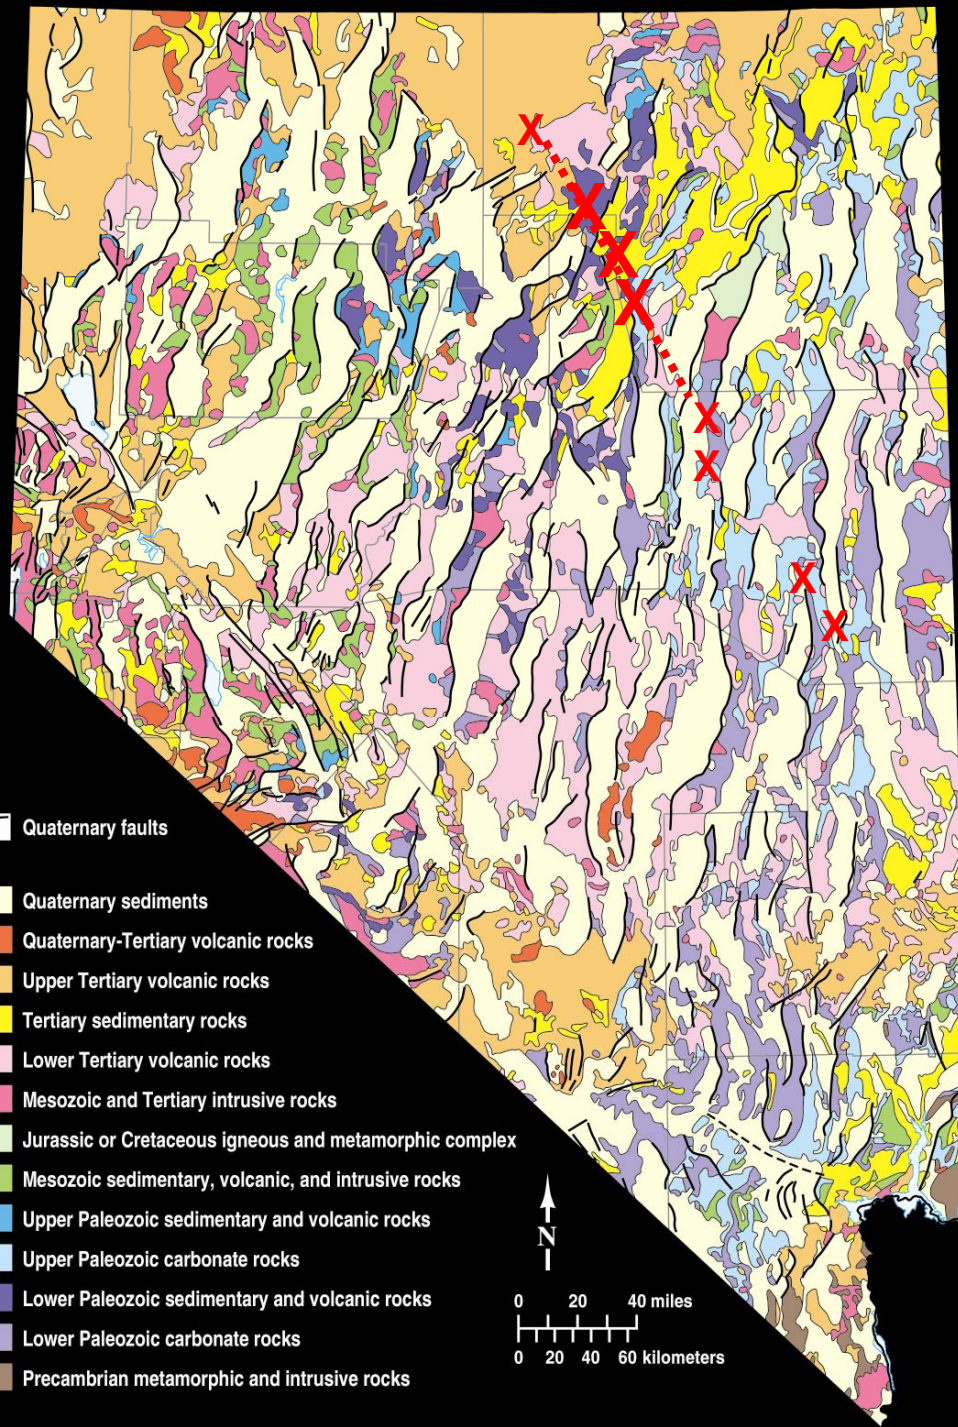 X
X
X
X
X
X
X
X
Quaternary faults
Quaternary sediments
Quaternary-Tertiary volcanic rocks
Upper Tertiary volcanic rocks
Tertiary sedimentary rocks
Lower Tertiary volcanic rocks
Mesozoic and Tertiary intrusive rocks
Jurassic or Cretaceous igneous and metamorphic complex
Mesozoic sedimentary, volcanic, and intrusive rocks
Upper Paleozoic sedimentary and volcanic rocks
Upper Paleozoic carbonate rocks
Lower Paleozoic sedimentary and volcanic rocks
Lower Paleozoic carbonate rocks
Precambrian metamorphic and intrusive rocks
N
0 20 40 miles
0 20 40 60 kilometers